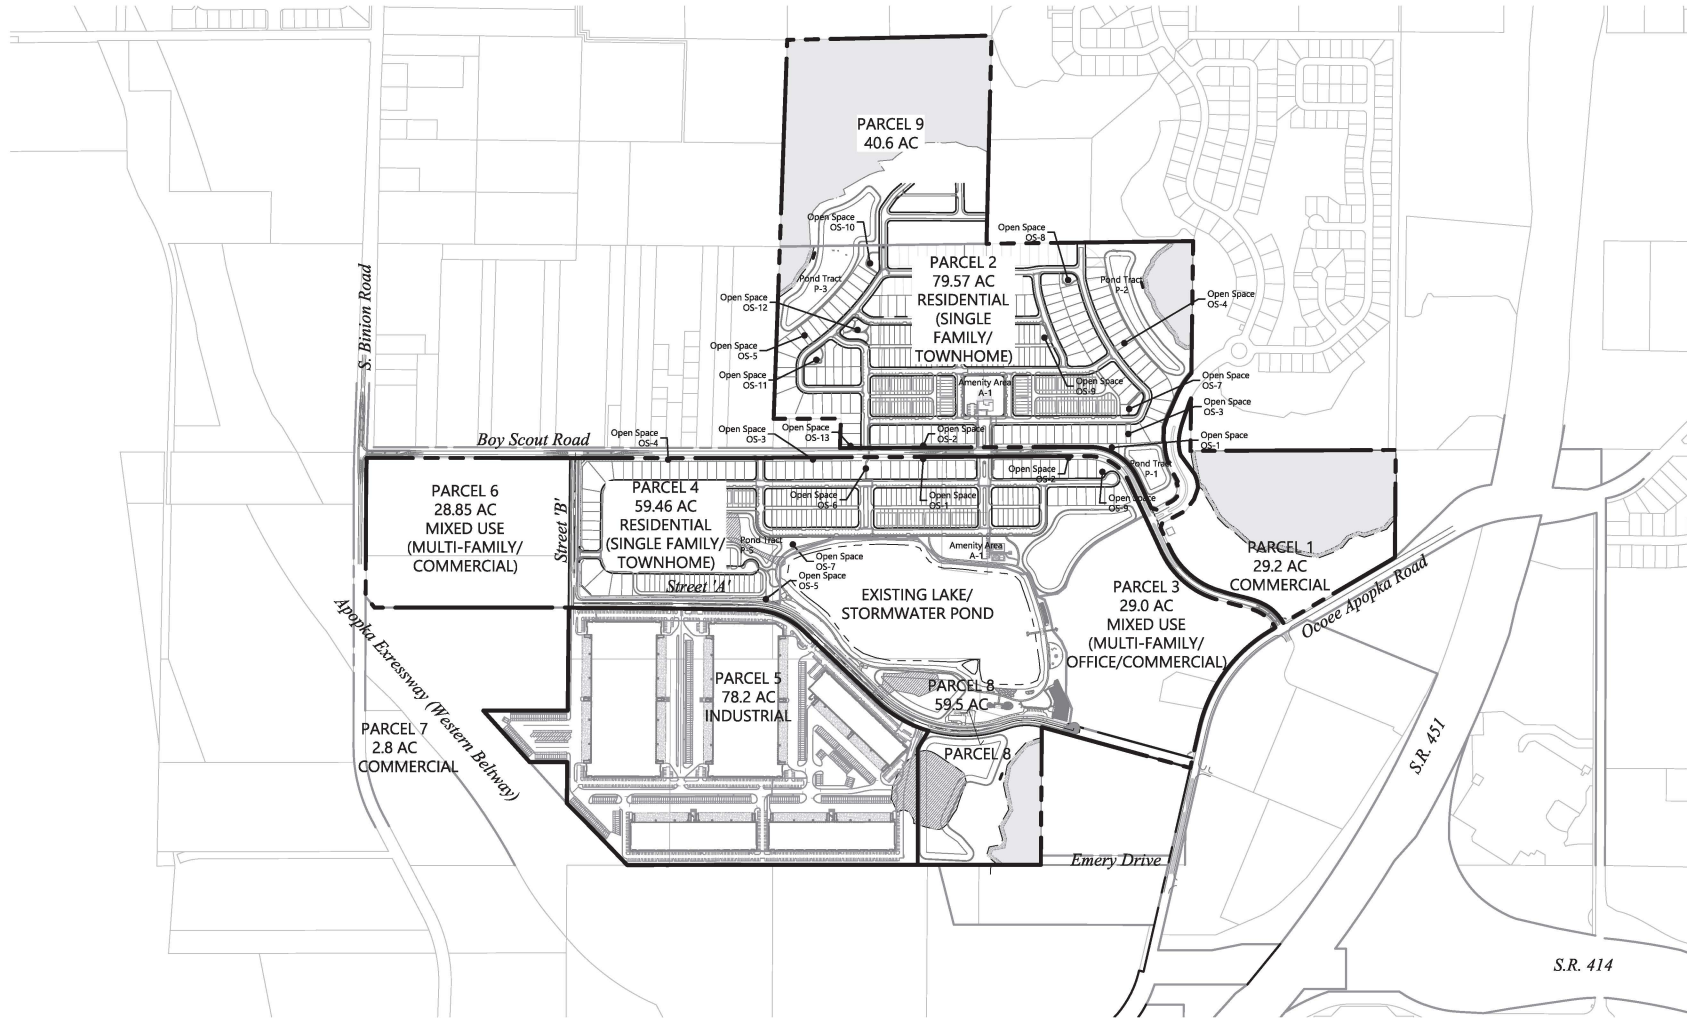 PARCEL 9
40.6 AC
Open Space
OS-10
Open Space
OS-8
PARCEL 2
79.57 AC
RESIDENTIAL
(SINGLE
FAMILY/
TOWNHOME)
Pond Tract
P-3
Pond Tract
P-2
Open Space
OS-12
Open Space
OS-4
S. Binion Road
Open Space
OS-5
Open Space
OS-11
Amenity Area
A-1
Open Space
OS-9
Open Space
OS-7
Open Space
OS-3
Boy Scout Road
Open Space
OS-4
Open Space
OS-3
Open Space
OS-13
Open Space
OS-2
Open Space
OS-1
Open Space
OS-2
Pond Tract
P-1
PARCEL 6
28.85 AC
MIXED USE
(MULTI-FAMILY/
COMMERCIAL)
Street 'B'
PARCEL 4
59.46 AC
RESIDENTIAL
(SINGLE FAMILY/
TOWNHOME)
Open Space
OS-6
Open Space
OS-1
Open Space
OS-9
Pond Tract
P-5
Open Space
OS-7
Open Space
OS-5
Amenity Area
A-1
Street 'A'
EXISTING LAKE/
STORMWATER POND
PARCEL 1
29.2 AC
COMMERCIAL
Ocoee Apopka Road
PARCEL 3
29.0 AC
MIXED USE
(MULTI-FAMILY/
OFFICE/COMMERCIAL)
Apopka Exressway (Western Beltway)
PARCEL 5
78.2 AC
INDUSTRIAL
PARCEL 8
59.5 AC
PARCEL 7
2.8 AC
COMMERCIAL
PARCEL 8
S.R. 451
Emery Drive
S.R. 414